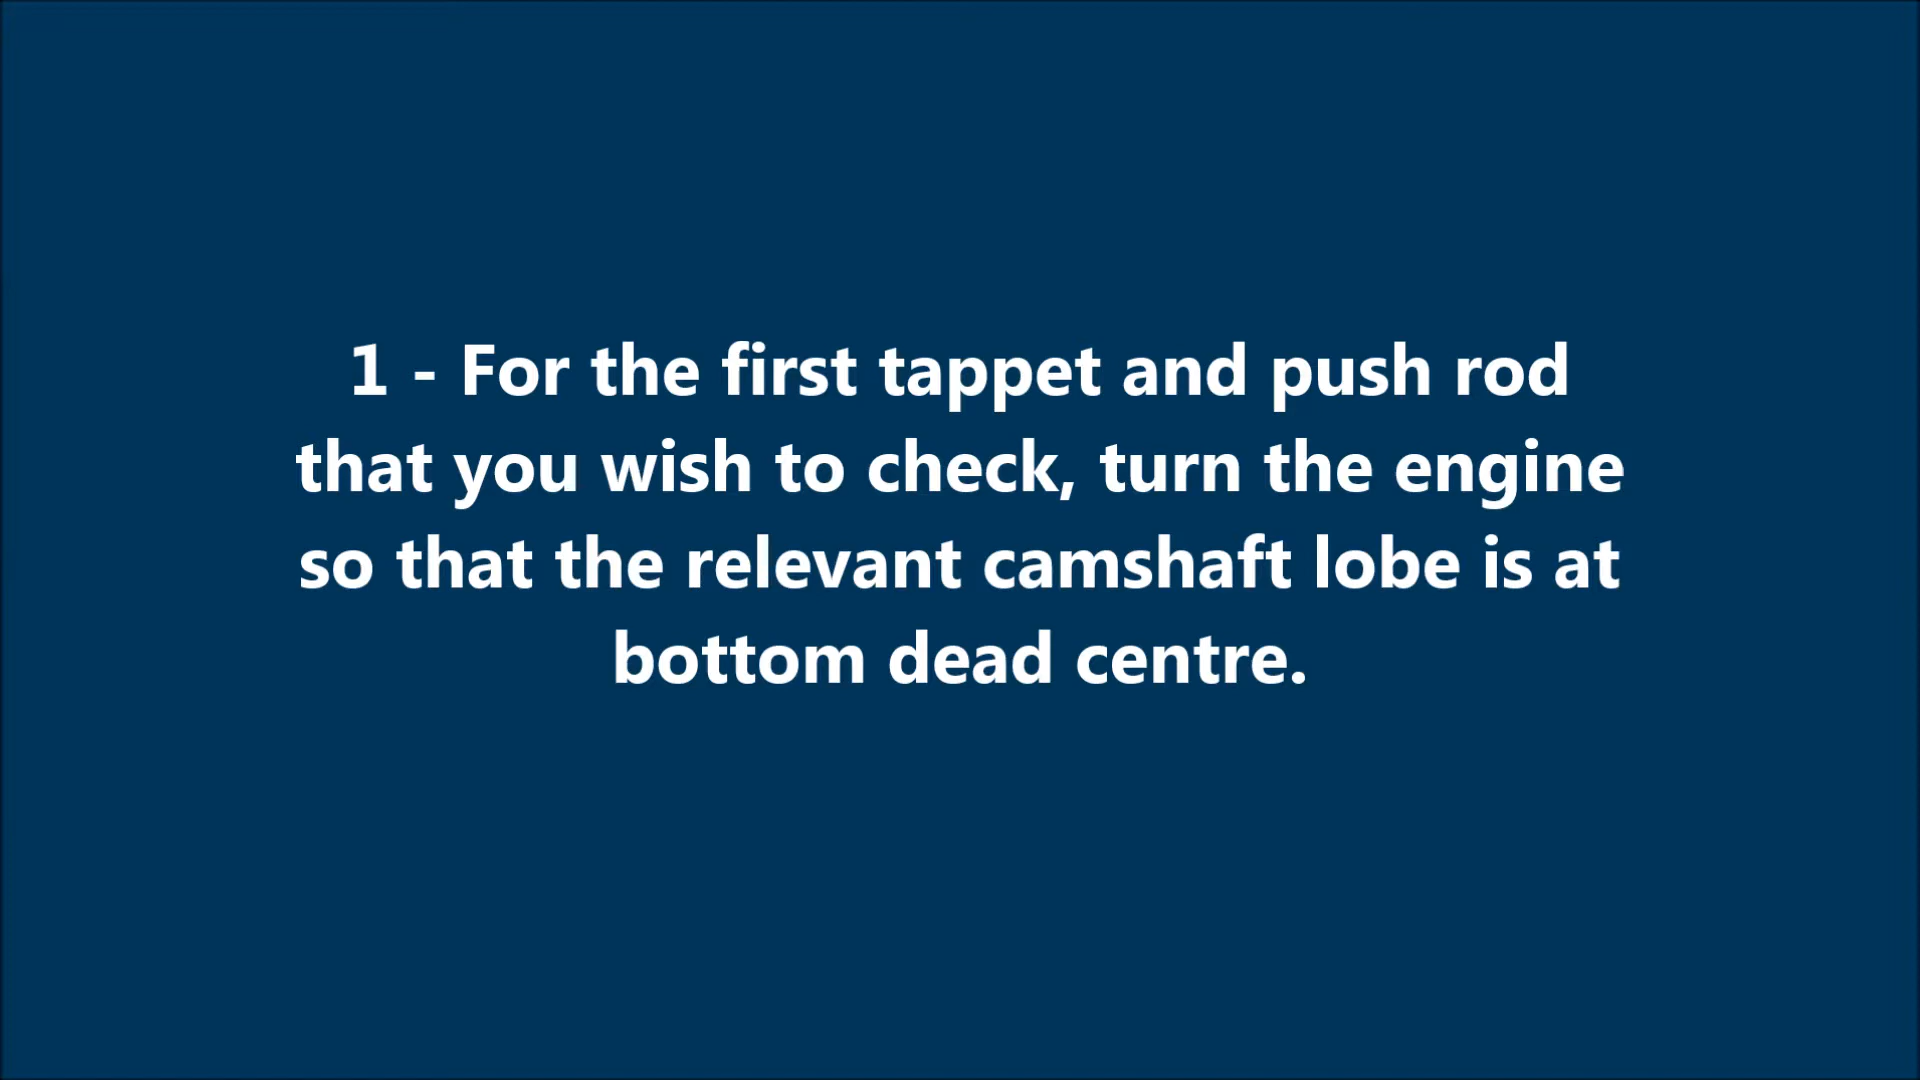 1 - For the first tappet and push rod
that you wish to check, turn the engine
so that the relevant camshaft lobe is at
bottom dead centre.